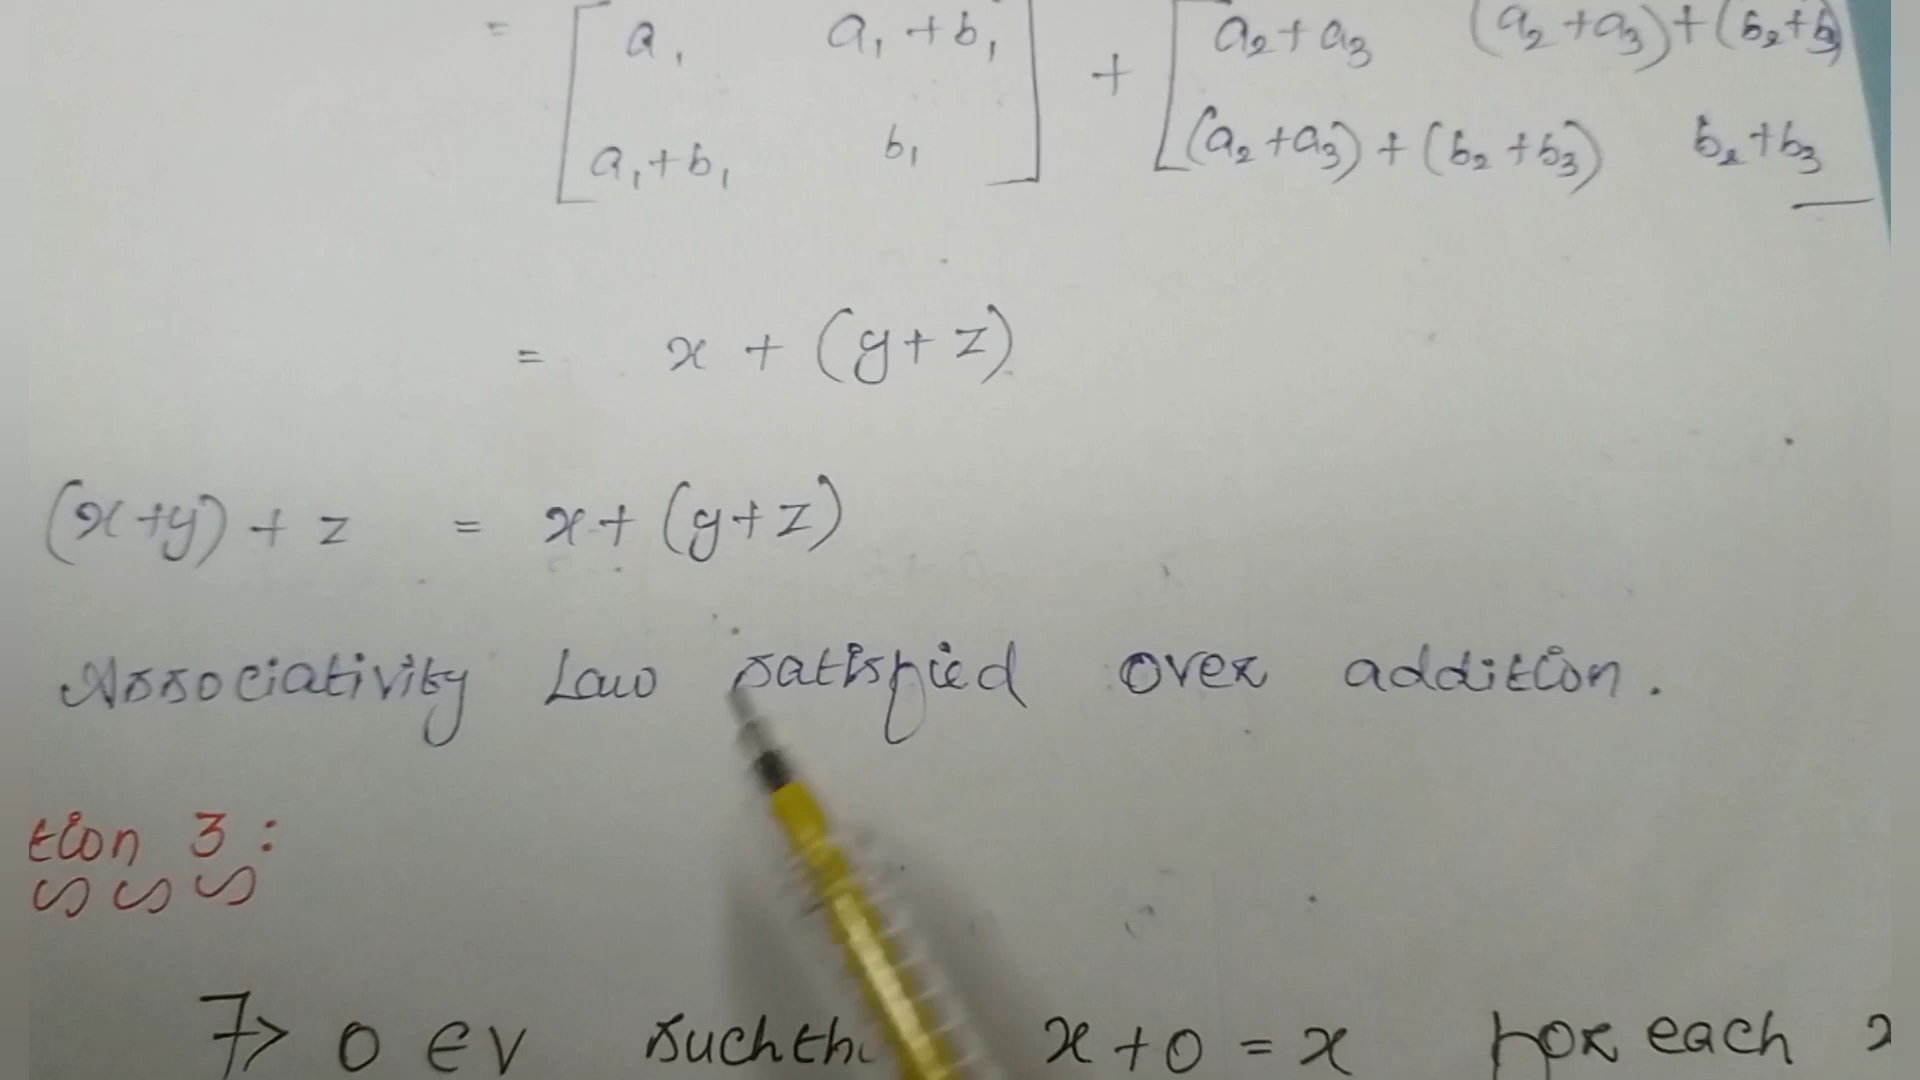 = [ a₁ a₁+b₁ ] + [ a₂+a₃ (a₂+a₃)+(b₂+b₃)
a₁+b₁ b₁ (a₂+a₃)+(b₂+b₃) b₂+b₃
= x + (y+z)
(x+y)+z = x+(y+z)
Associativity Law satisfied over addition.
tion 3:
∃ 0 ∈ V suchth x+0=x for each x